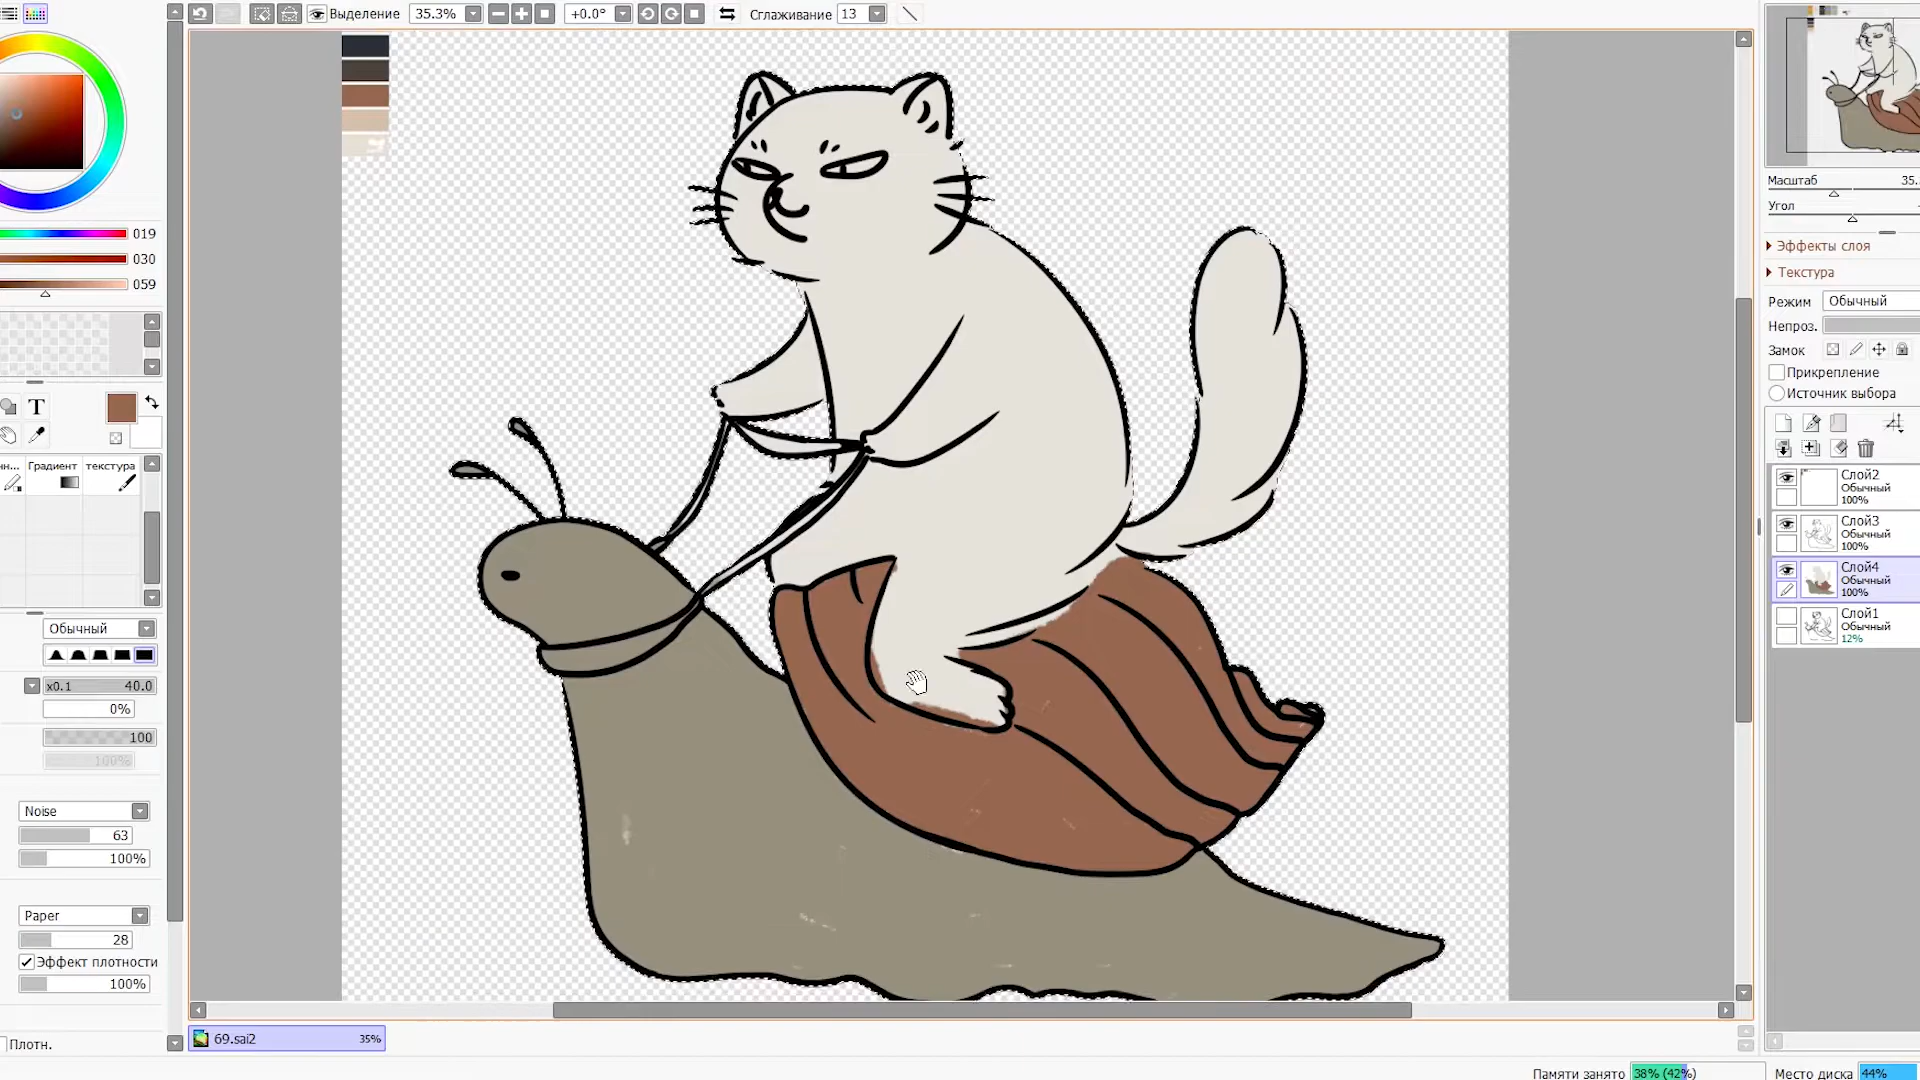 Выделение 35.3% +0.0° Сглаживание 13
019
030
059
T
Градиент текстура
Обычный
x0.1 40.0
0%
100
100%
Noise
63
100%
Paper
28
Эффект плотности
100%
Плотн.
Масштаб 35.
Угол
Эффекты слоя
Текстура
Режим Обычный
Непроз.
Замок
Прикрепление
Источник выбора
Слой2
Обычный
100%
Слой3
Обычный
100%
Слой4
Обычный
100%
Слой1
Обычный
12%
69.sai2 35%
Памяти занято 38% (42%) Место диска 44%